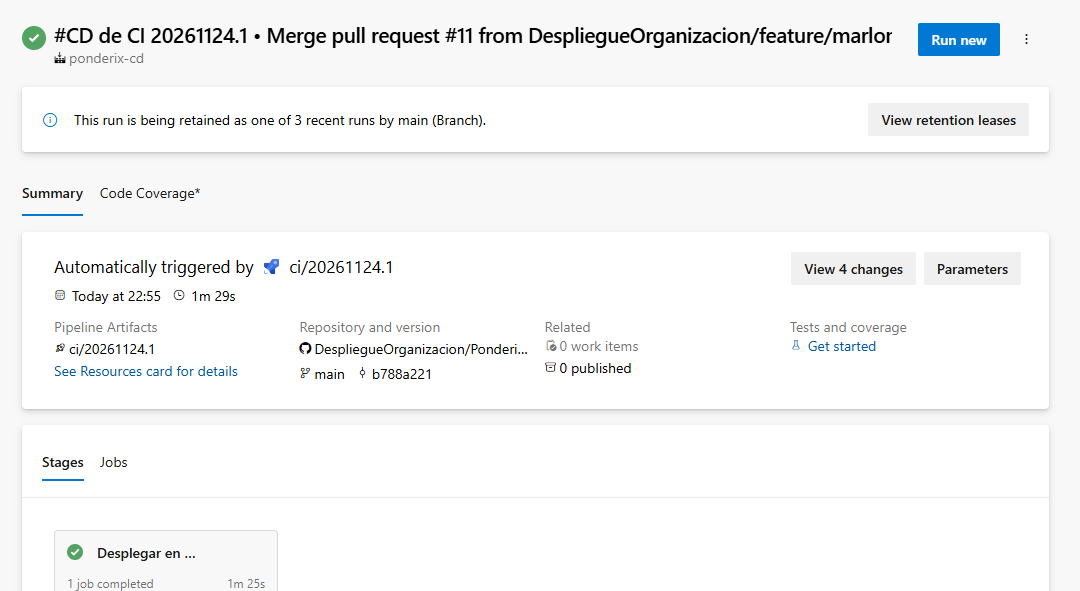 #CD de CI 20261124.1 • Merge pull request #11 from DespliegueOrganizacion/feature/marlor
Run new
ponderix-cd
This run is being retained as one of 3 recent runs by main (Branch).
View retention leases
Summary
Code Coverage*
Automatically triggered by ci/20261124.1
View 4 changes
Parameters
Today at 22:55 1m 29s
Pipeline Artifacts
ci/20261124.1
See Resources card for details
Repository and version
DespliegueOrganizacion/Ponderi...
main b788a221
Related
0 work items
0 published
Tests and coverage
Get started
Stages
Jobs
Desplegar en ...
1 job completed 1m 25s